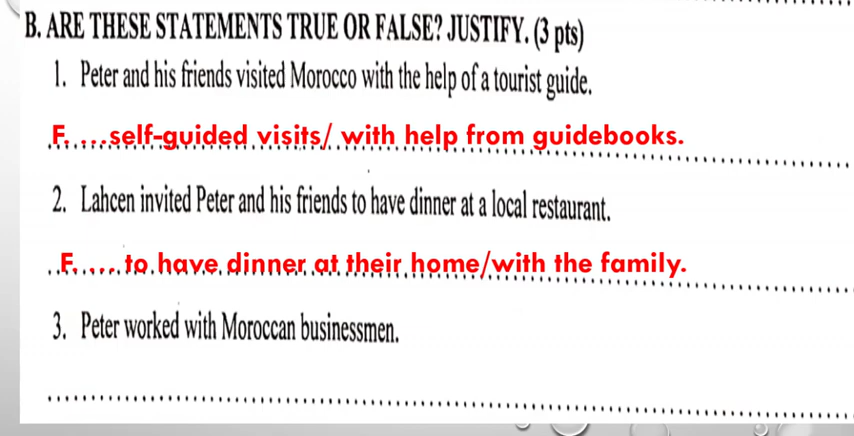 B. ARE THESE STATEMENTS TRUE OR FALSE? JUSTIFY. (3 pts)
1. Peter and his friends visited Morocco with the help of a tourist guide.
F. ...self-guided visits/ with help from guidebooks.
2. Lahcen invited Peter and his friends to have dinner at a local restaurant.
F..... to have dinner at their home/with the family.
3. Peter worked with Moroccan businessmen.